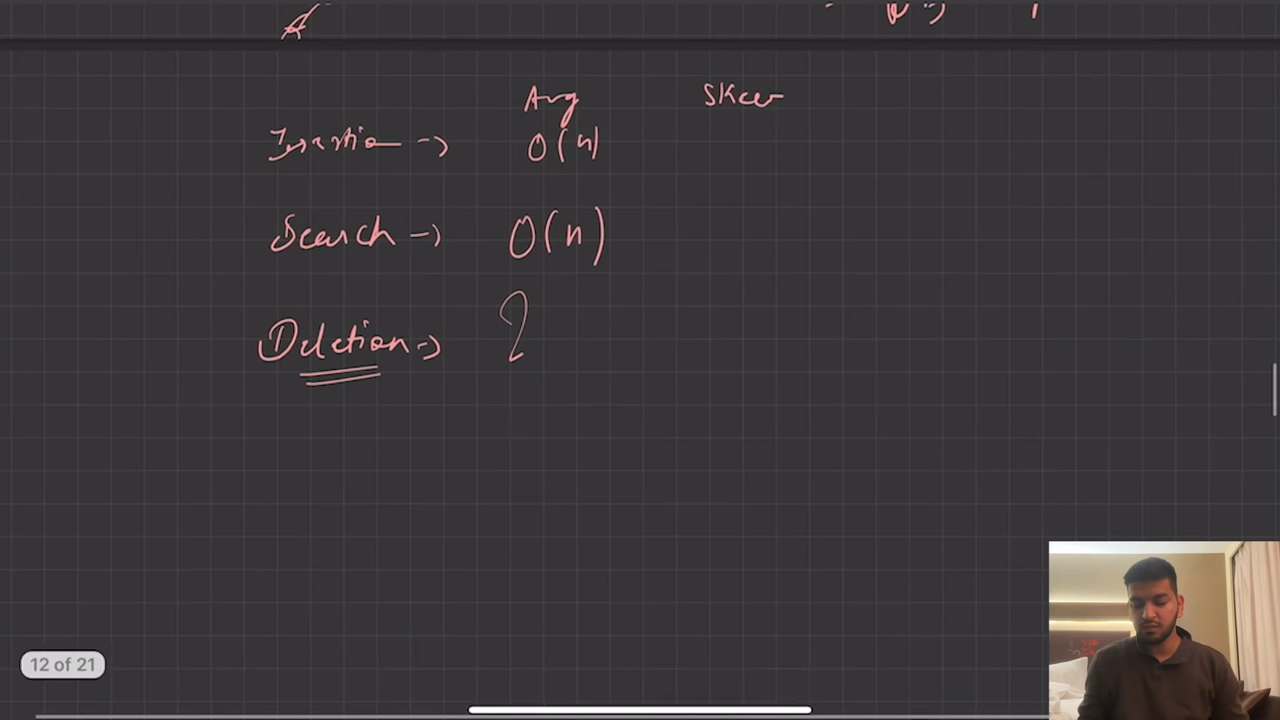 Avg Skew
Insertion -> O(n)
Search -> O(n)
Deletion -> ?
12 of 21